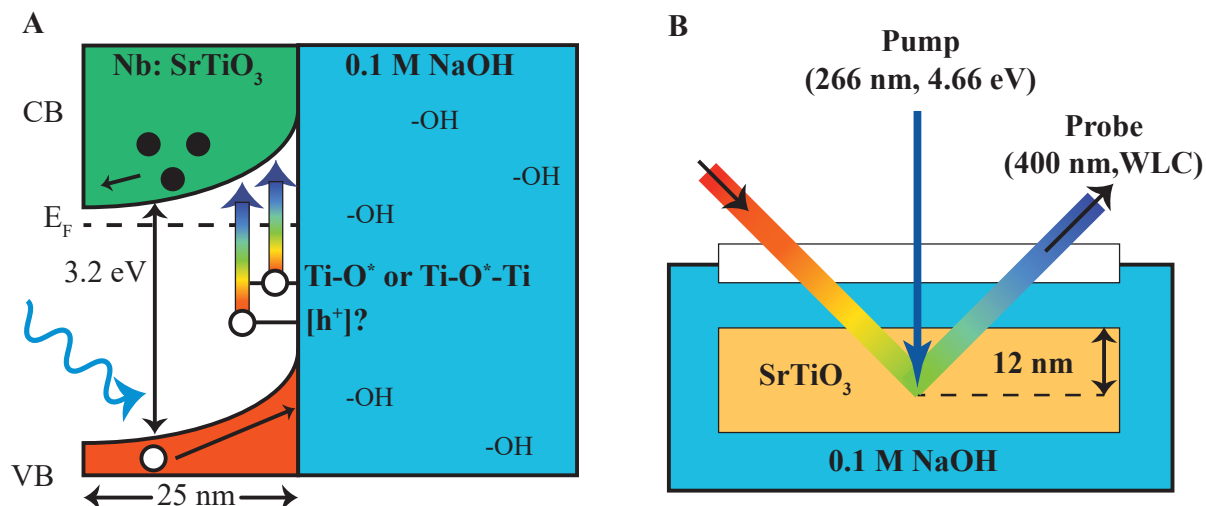 A
Nb: SrTiO3
0.1 M NaOH
CB
-OH
-OH
-OH
EF
3.2 eV
Ti-O* or Ti-O*-Ti
[h+]?
-OH
-OH
VB
25 nm
B
Pump
(266 nm, 4.66 eV)
Probe
(400 nm,WLC)
SrTiO3
12 nm
0.1 M NaOH